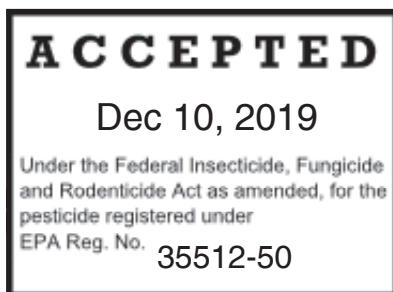 ACCEPTED
Dec 10, 2019
Under the Federal Insecticide, Fungicide
and Rodenticide Act as amended, for the
pesticide registered under
EPA Reg. No. 35512-50